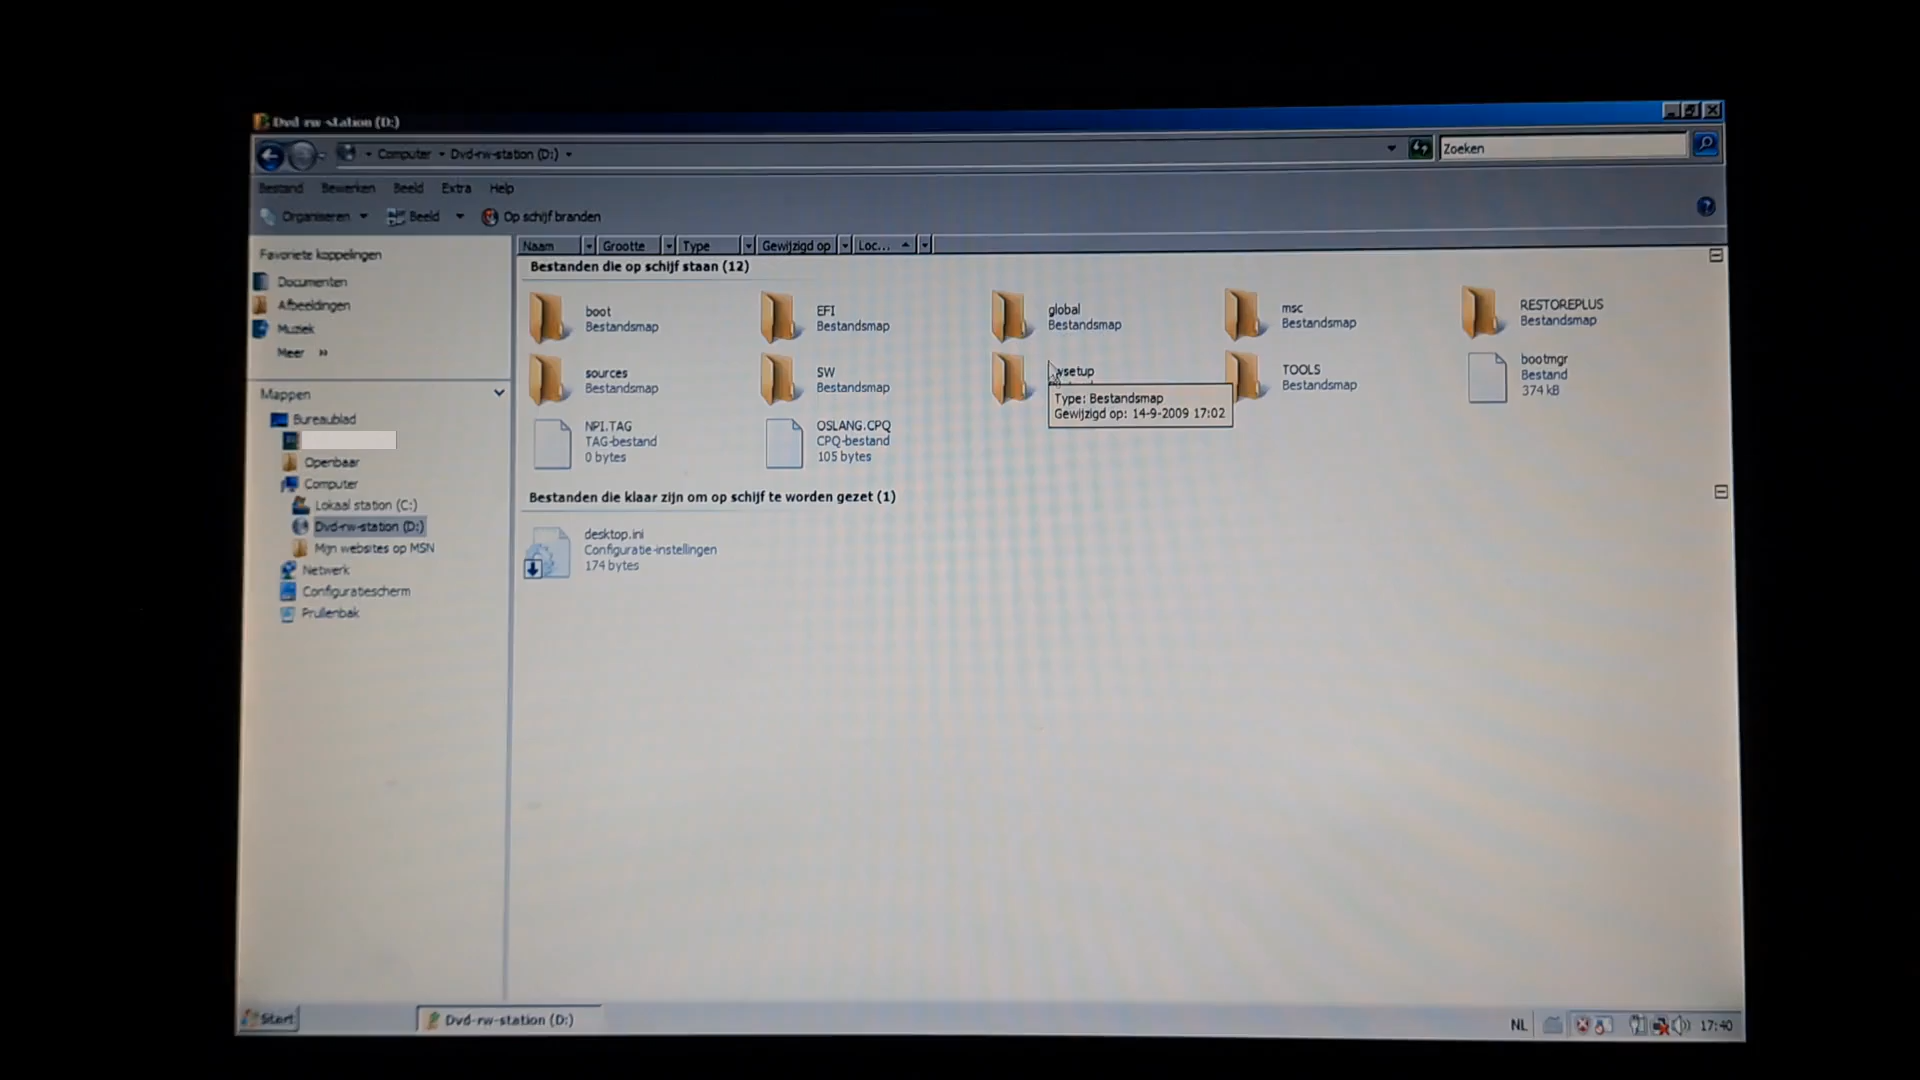 Dvd-rw-station (D:)
Computer Dvd-rw-station (D:)
Zoeken
Bestand Bewerken Beeld Extra Help
Organiseren Beeld Op schijf branden
Favoriete koppelingen
Documenten
Afbeeldingen
Muziek
Meer »
Mappen
Bureaublad
Openbaar
Computer
Lokaal station (C:)
Dvd-rw-station (D:)
Mijn websites op MSN
Netwerk
Configuratiescherm
Prullenbak
Naam Grootte Type Gewijzigd op Loc...
Bestanden die op schijf staan (12)
boot
Bestandsmap
EFI
Bestandsmap
global
Bestandsmap
msc
Bestandsmap
RESTOREPLUS
Bestandsmap
sources
Bestandsmap
SW
Bestandsmap
Type: Bestandsmap
Gewijzigd op: 14-9-2009 17:02
TOOLS
Bestandsmap
bootmgr
Bestand
374 kB
NPI.TAG
TAG-bestand
0 bytes
OSLANG.CPQ
CPQ-bestand
105 bytes
Bestanden die klaar zijn om op schijf te worden gezet (1)
desktop.ini
Configuratie-instellingen
174 bytes
Start
Dvd-rw-station (D:)
NL
17:40